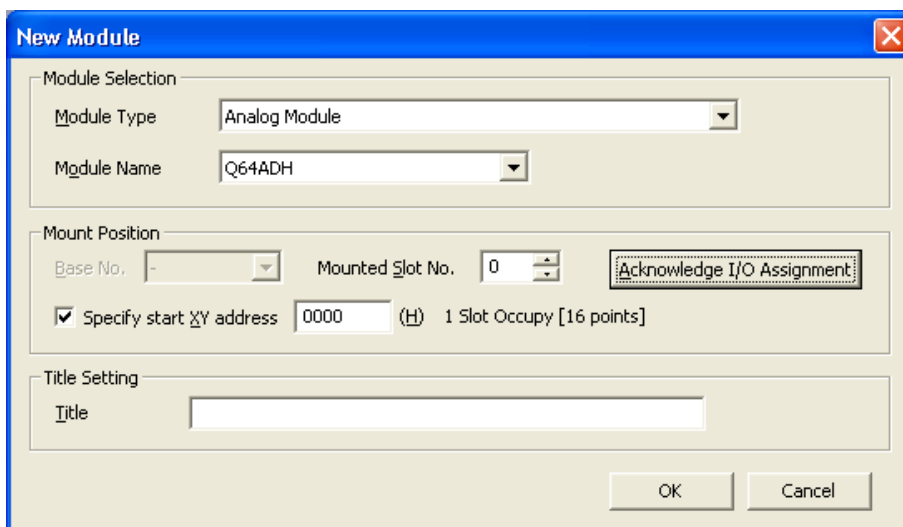 New Module
Module Selection
Module Type Analog Module
Module Name Q64ADH
Mount Position
Base No. - Mounted Slot No. 0 Acknowledge I/O Assignment
Specify start XY address 0000 (H) 1 Slot Occupy [16 points]
Title Setting
Title
OK Cancel